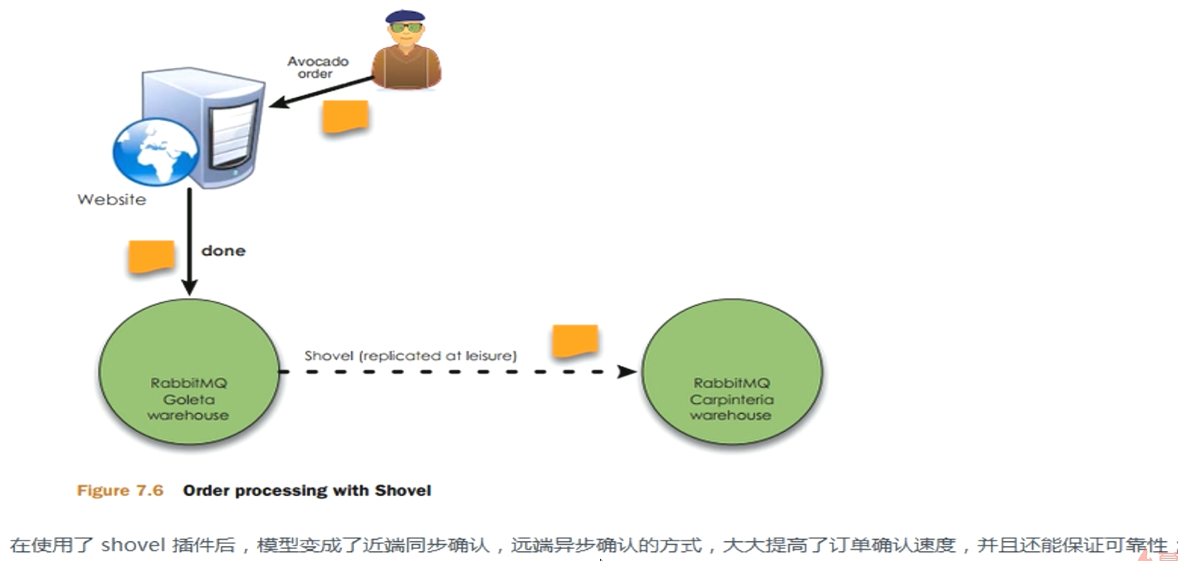 Avocado
order
Website
done
Shovel (replicated at leisure)
RabbitMQ
Goleta
warehouse
RabbitMQ
Carpinteria
warehouse
Figure 7.6 Order processing with Shovel
在使用了 shovel 插件后，模型变成了近端同步确认，远端异步确认的方式，大大提高了订单确认速度，并且还能保证可靠性；